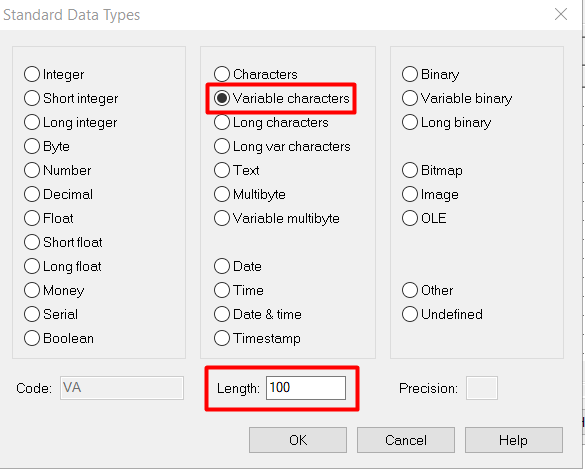 Standard Data Types
Integer
Short integer
Long integer
Byte
Number
Decimal
Float
Short float
Long float
Money
Serial
Boolean
Characters
Variable characters
Long characters
Long var characters
Text
Multibyte
Variable multibyte
Date
Time
Date & time
Timestamp
Binary
Variable binary
Long binary
Bitmap
Image
OLE
Other
Undefined
Code: VA
Length: 100
Precision:
OK
Cancel
Help